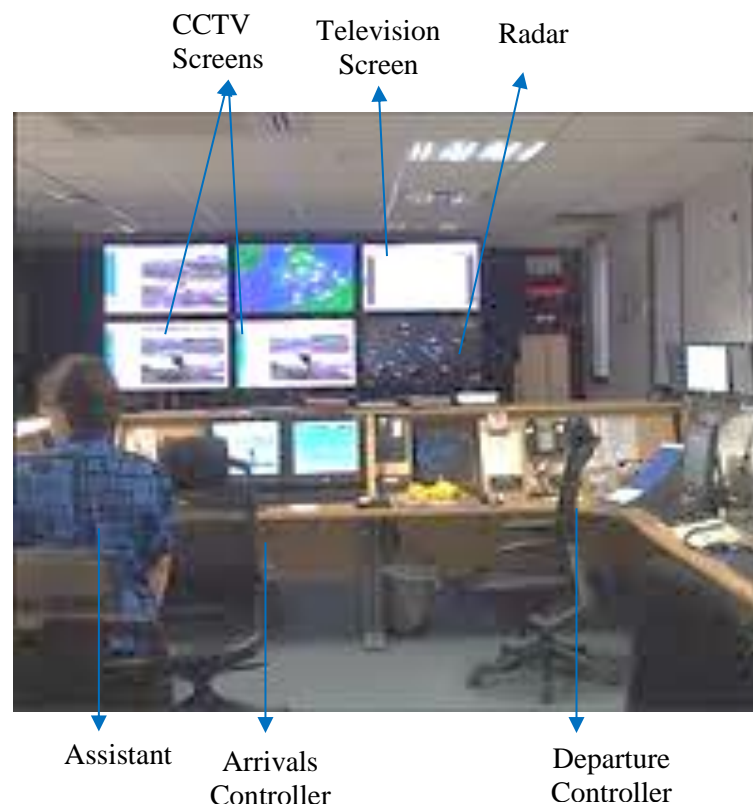 CCTV
Screens
Television
Screen
Radar
Assistant
Arrivals
Controller
Departure
Controller